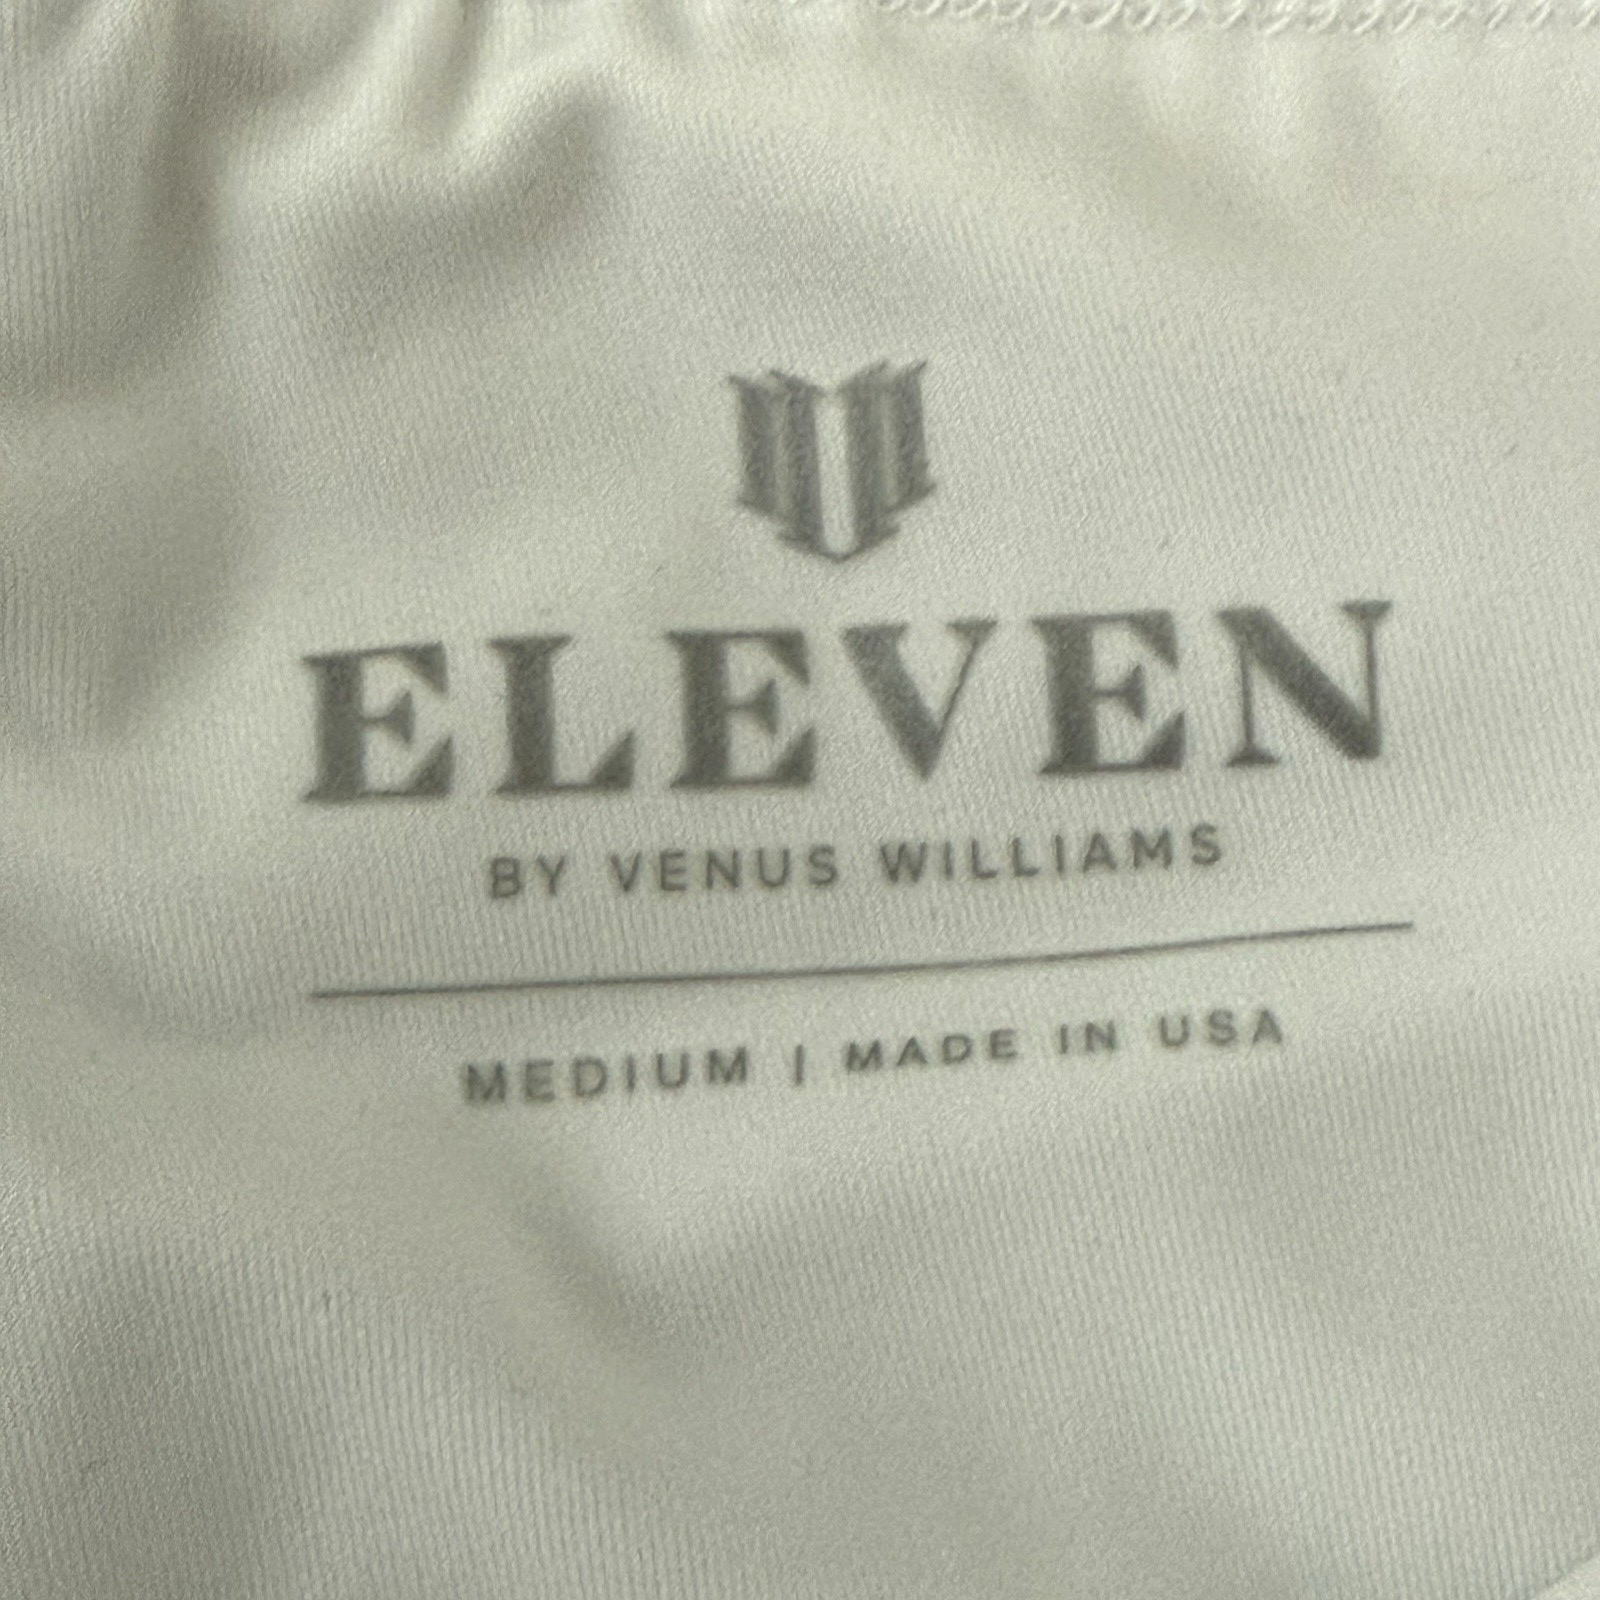 ELEVEN
BY VENUS WILLIAMS
MEDIUM | MADE IN USA